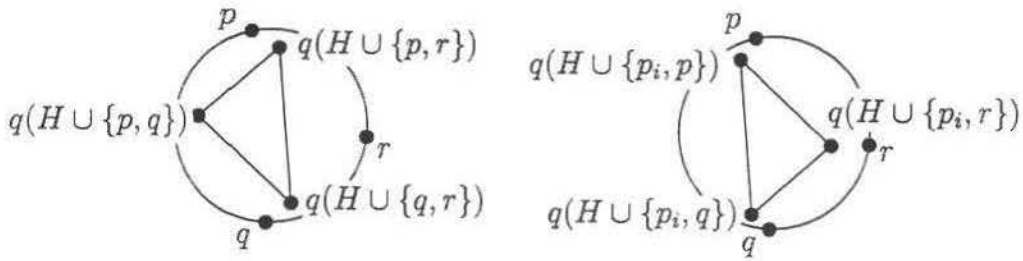 p
q(H ∪ {p, r})
q(H ∪ {p, q})
r
q(H ∪ {q, r})
q
p
q(H ∪ {p_i, p})
q(H ∪ {p_i, r})
r
q(H ∪ {p_i, q})
q